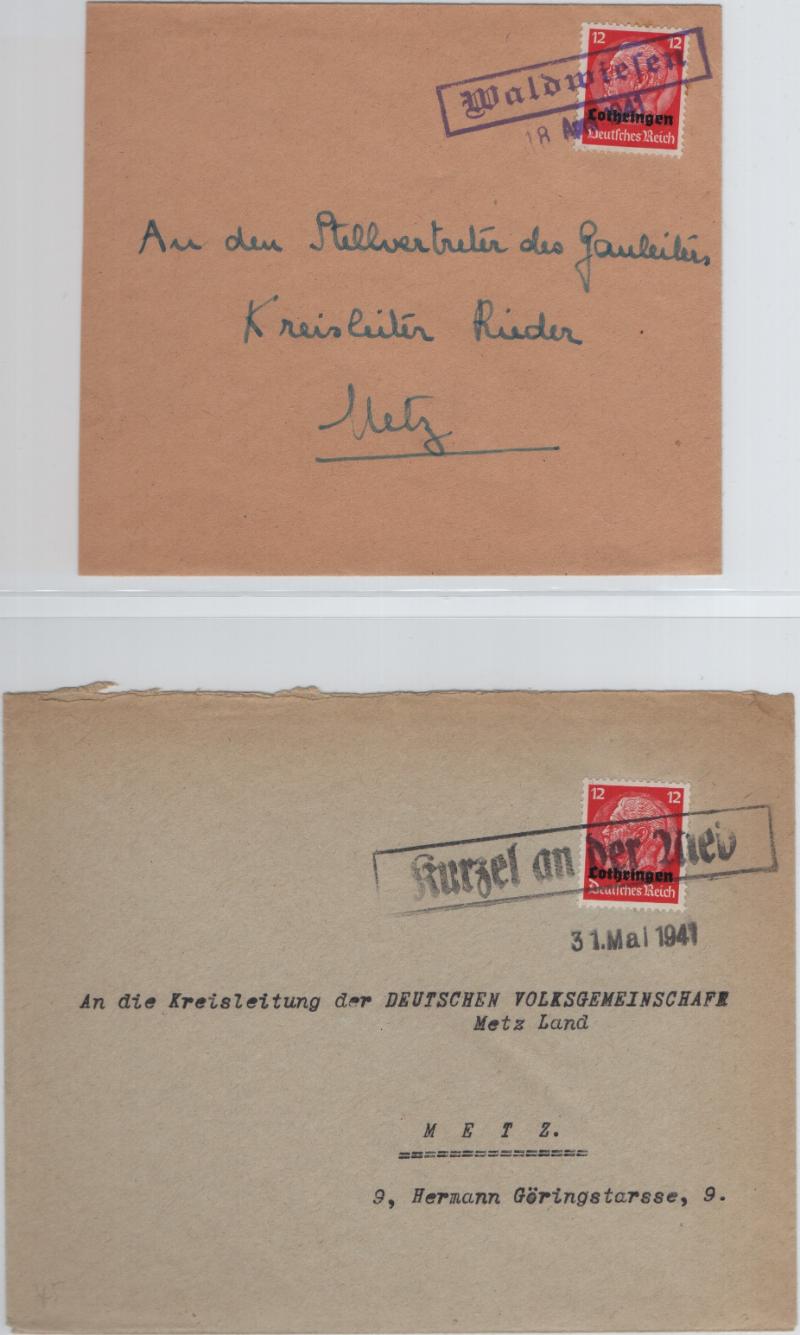 12 12
Waldwiesen
18 1941
Lothringen
Deutsches Reich
An den Stellvertreter des Gauleiters
Kreisleiter Rieder
Metz
12 12
Kurzel an der Nied
Lothringen
Deutsches Reich
31.Mai 1941
An die Kreisleitung der DEUTSCHEN VOLKSGEMEINSCHAFT
Metz Land
M E T Z.
===============
9, Hermann Göringstarsse, 9.